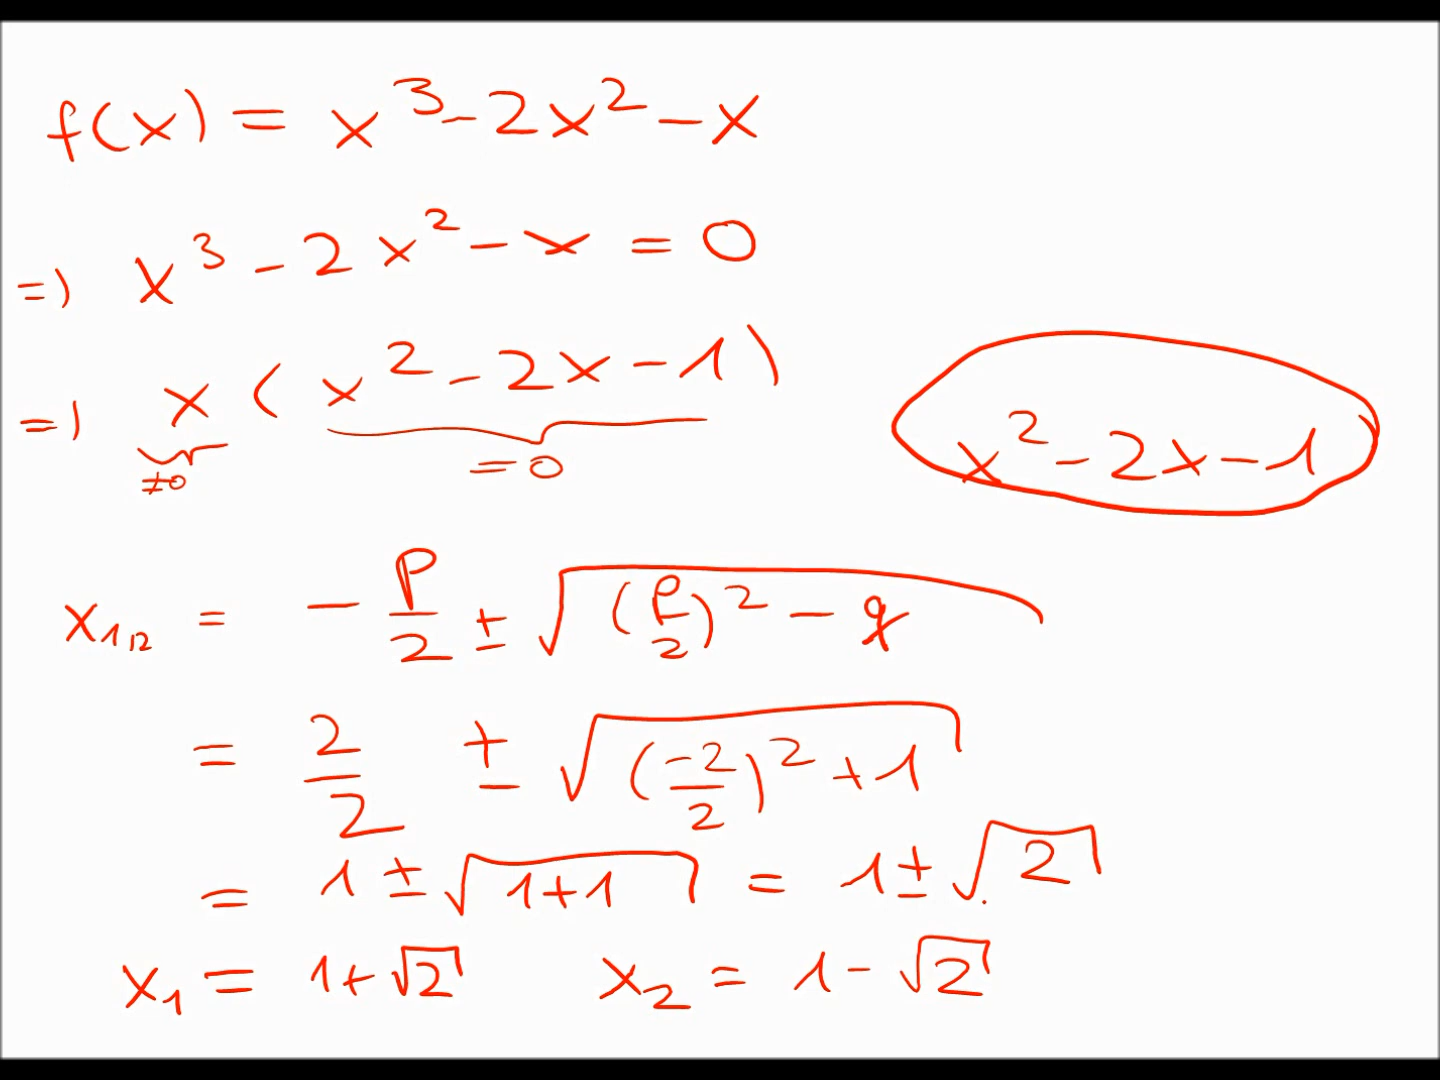 f(x) = x³ - 2x² - x
=> x³ - 2x² - x = 0
=> x (x² - 2x - 1)
≠0 = 0
x² - 2x - 1
x₁,₂ = - p/2 ± √((p/2)² - q)
= 2/2 ± √((-2/2)² + 1)
= 1 ± √(1+1) = 1 ± √2
x₁ = 1 + √2 x₂ = 1 - √2